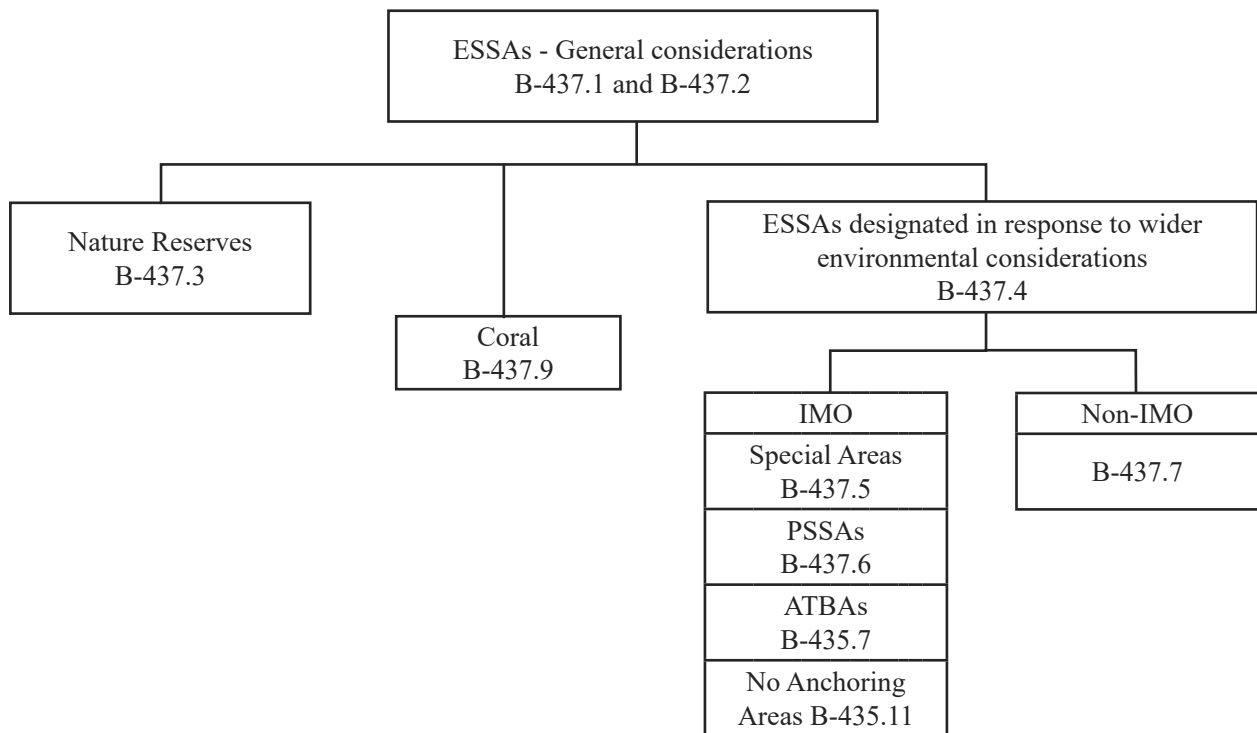 ESSAs - General considerations
B-437.1 and B-437.2
Nature Reserves
B-437.3
Coral
B-437.9
ESSAs designated in response to wider
environmental considerations
B-437.4
IMO
Special Areas
B-437.5
PSSAs
B-437.6
ATBAs
B-435.7
No Anchoring
Areas B-435.11
Non-IMO
B-437.7